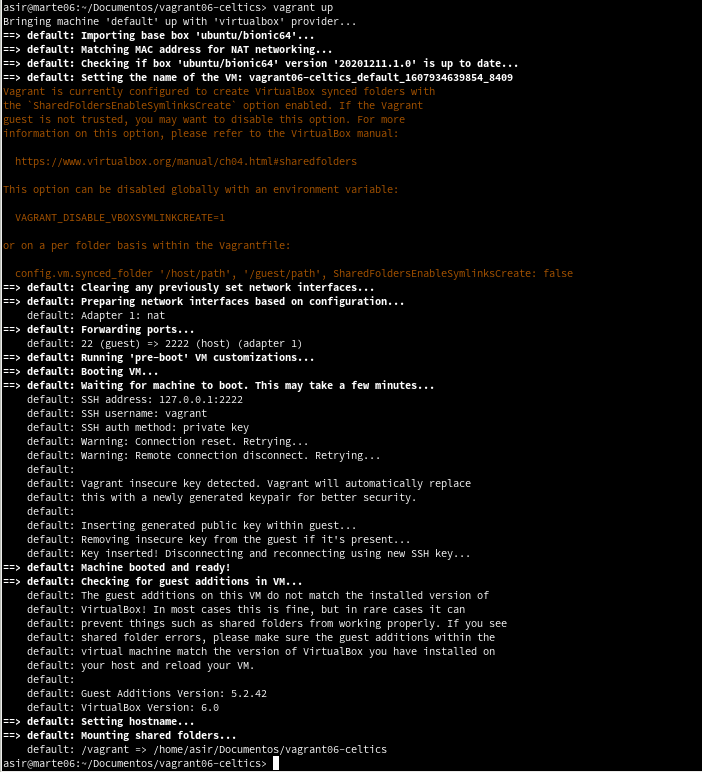 asir@marte06:~/Documentos/vagrant06-celtics> vagrant up
Bringing machine 'default' up with 'virtualbox' provider...
==> default: Importing base box 'ubuntu/bionic64'...
==> default: Matching MAC address for NAT networking...
==> default: Checking if box 'ubuntu/bionic64' version '20201211.1.0' is up to date...
==> default: Setting the name of the VM: vagrant06-celtics_default_1607934639854_8409
Vagrant is currently configured to create VirtualBox synced folders with
the `SharedFoldersEnableSymlinksCreate` option enabled. If the Vagrant
guest is not trusted, you may want to disable this option. For more
information on this option, please refer to the VirtualBox manual:
https://www.virtualbox.org/manual/ch04.html#sharedfolders
This option can be disabled globally with an environment variable:
VAGRANT_DISABLE_VBOXSYMLINKCREATE=1
or on a per folder basis within the Vagrantfile:
config.vm.synced_folder '/host/path', '/guest/path', SharedFoldersEnableSymlinksCreate: false
==> default: Clearing any previously set network interfaces...
==> default: Preparing network interfaces based on configuration...
default: Adapter 1: nat
==> default: Forwarding ports...
default: 22 (guest) => 2222 (host) (adapter 1)
==> default: Running 'pre-boot' VM customizations...
==> default: Booting VM...
==> default: Waiting for machine to boot. This may take a few minutes...
default: SSH address: 127.0.0.1:2222
default: SSH username: vagrant
default: SSH auth method: private key
default: Warning: Connection reset. Retrying...
default: Warning: Remote connection disconnect. Retrying...
default:
default: Vagrant insecure key detected. Vagrant will automatically replace
default: this with a newly generated keypair for better security.
default:
default: Inserting generated public key within guest...
default: Removing insecure key from the guest if it's present...
default: Key inserted! Disconnecting and reconnecting using new SSH key...
==> default: Machine booted and ready!
==> default: Checking for guest additions in VM...
default: The guest additions on this VM do not match the installed version of
default: VirtualBox! In most cases this is fine, but in rare cases it can
default: prevent things such as shared folders from working properly. If you see
default: shared folder errors, please make sure the guest additions within the
default: virtual machine match the version of VirtualBox you have installed on
default: your host and reload your VM.
default:
default: Guest Additions Version: 5.2.42
default: VirtualBox Version: 6.0
==> default: Setting hostname...
==> default: Mounting shared folders...
default: /vagrant => /home/asir/Documentos/vagrant06-celtics
asir@marte06:~/Documentos/vagrant06-celtics>